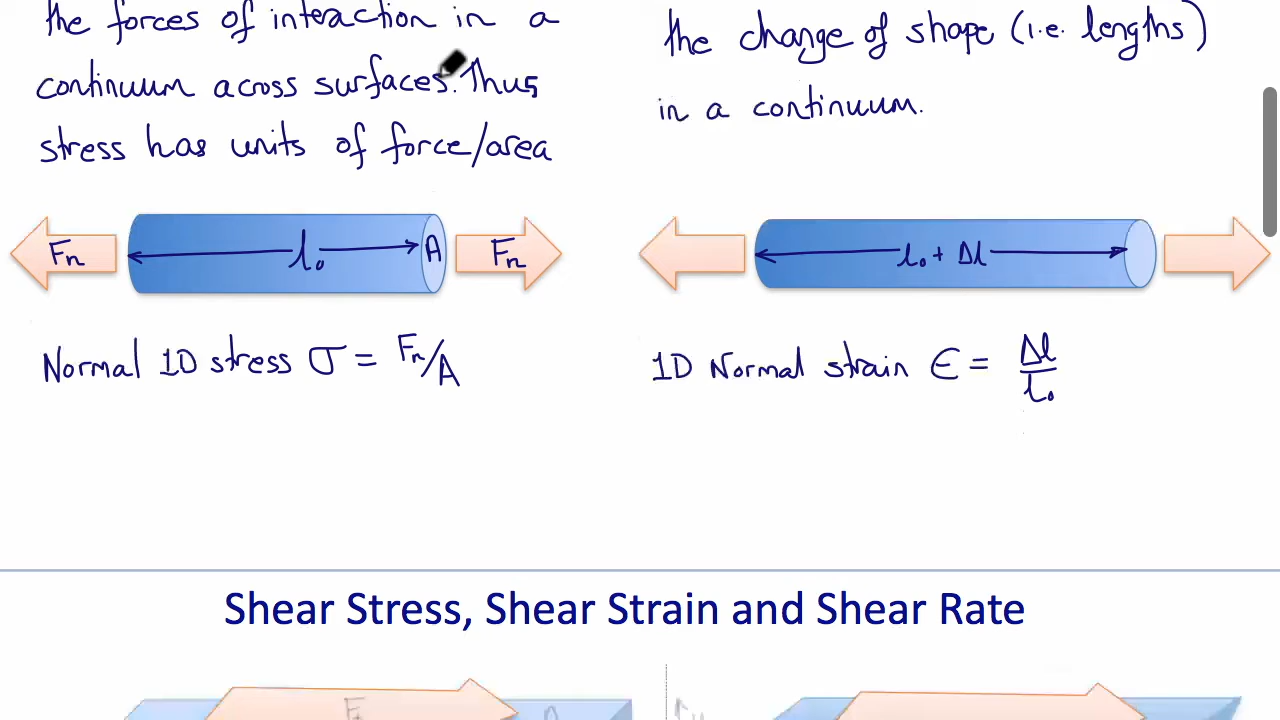 the forces of interaction in a
continuum across surfaces. Thus
stress has units of force/area
the change of shape (i.e. lengths)
in a continuum.
Fn
l₀
A
Fn
l₀ + Δl
Normal 1D stress σ = Fn/A
1D Normal strain ϵ = Δl/l₀
Shear Stress, Shear Strain and Shear Rate